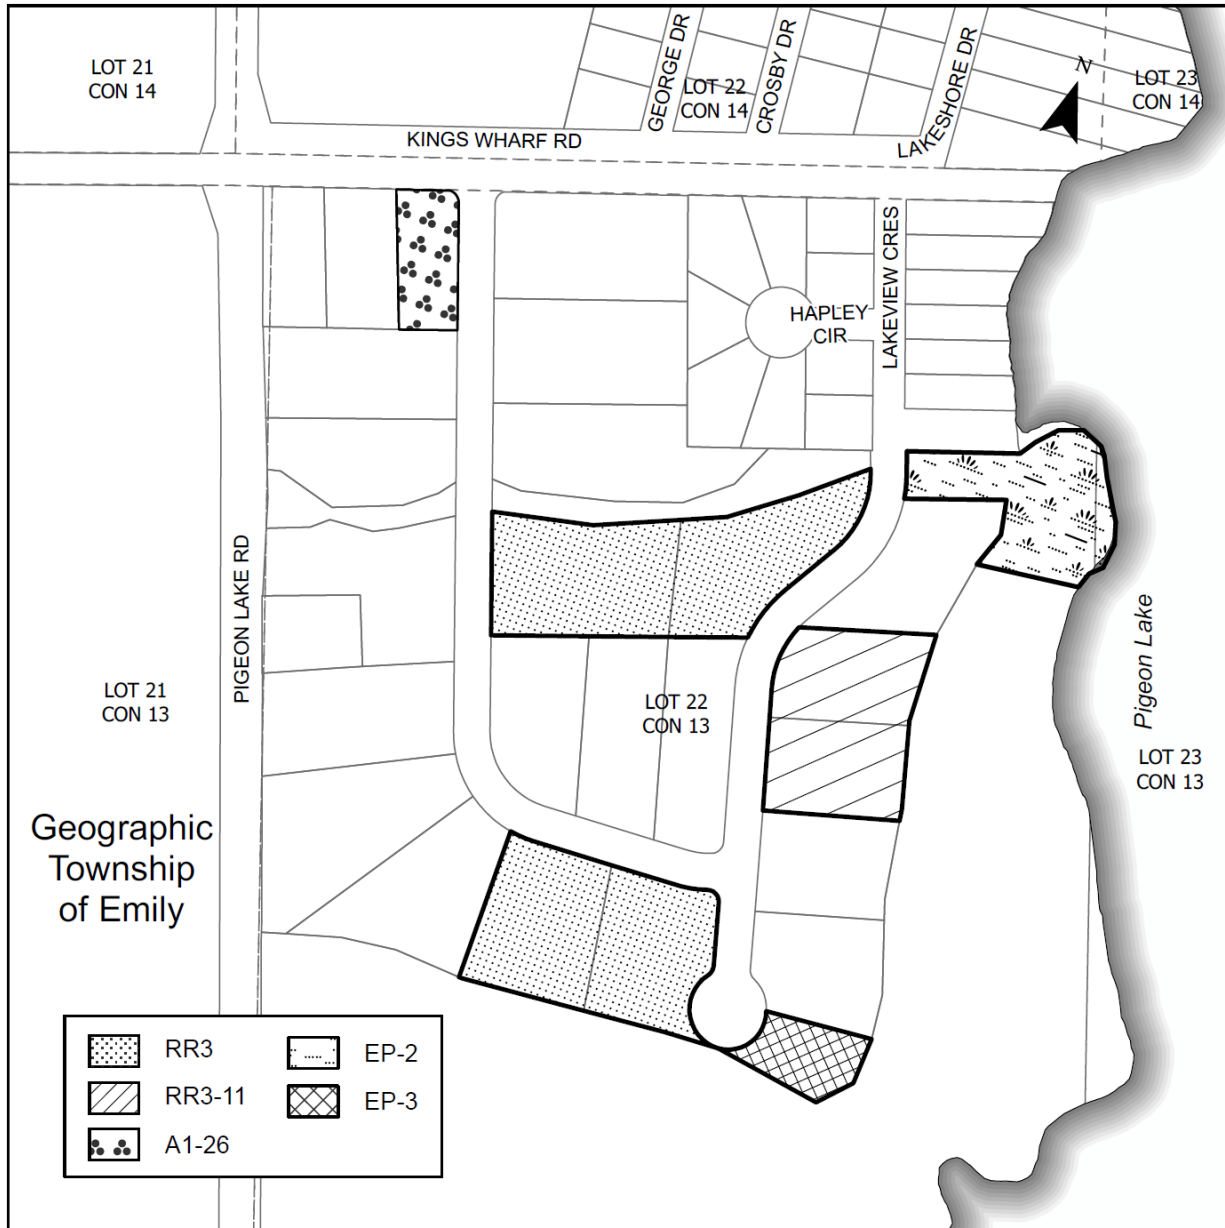 GEORGE DR
CROSBY DR
LAKESHORE DR
N
LOT 21
CON 14
LOT 22
CON 14
LOT 23
CON 14
KINGS WHARF RD
LAKEVIEW CRES
HAPLEY
CIR
PIGEON LAKE RD
Pigeon Lake
LOT 21
CON 13
LOT 22
CON 13
LOT 23
CON 13
Geographic
Township
of Emily
RR3
EP-2
RR3-11
EP-3
A1-26